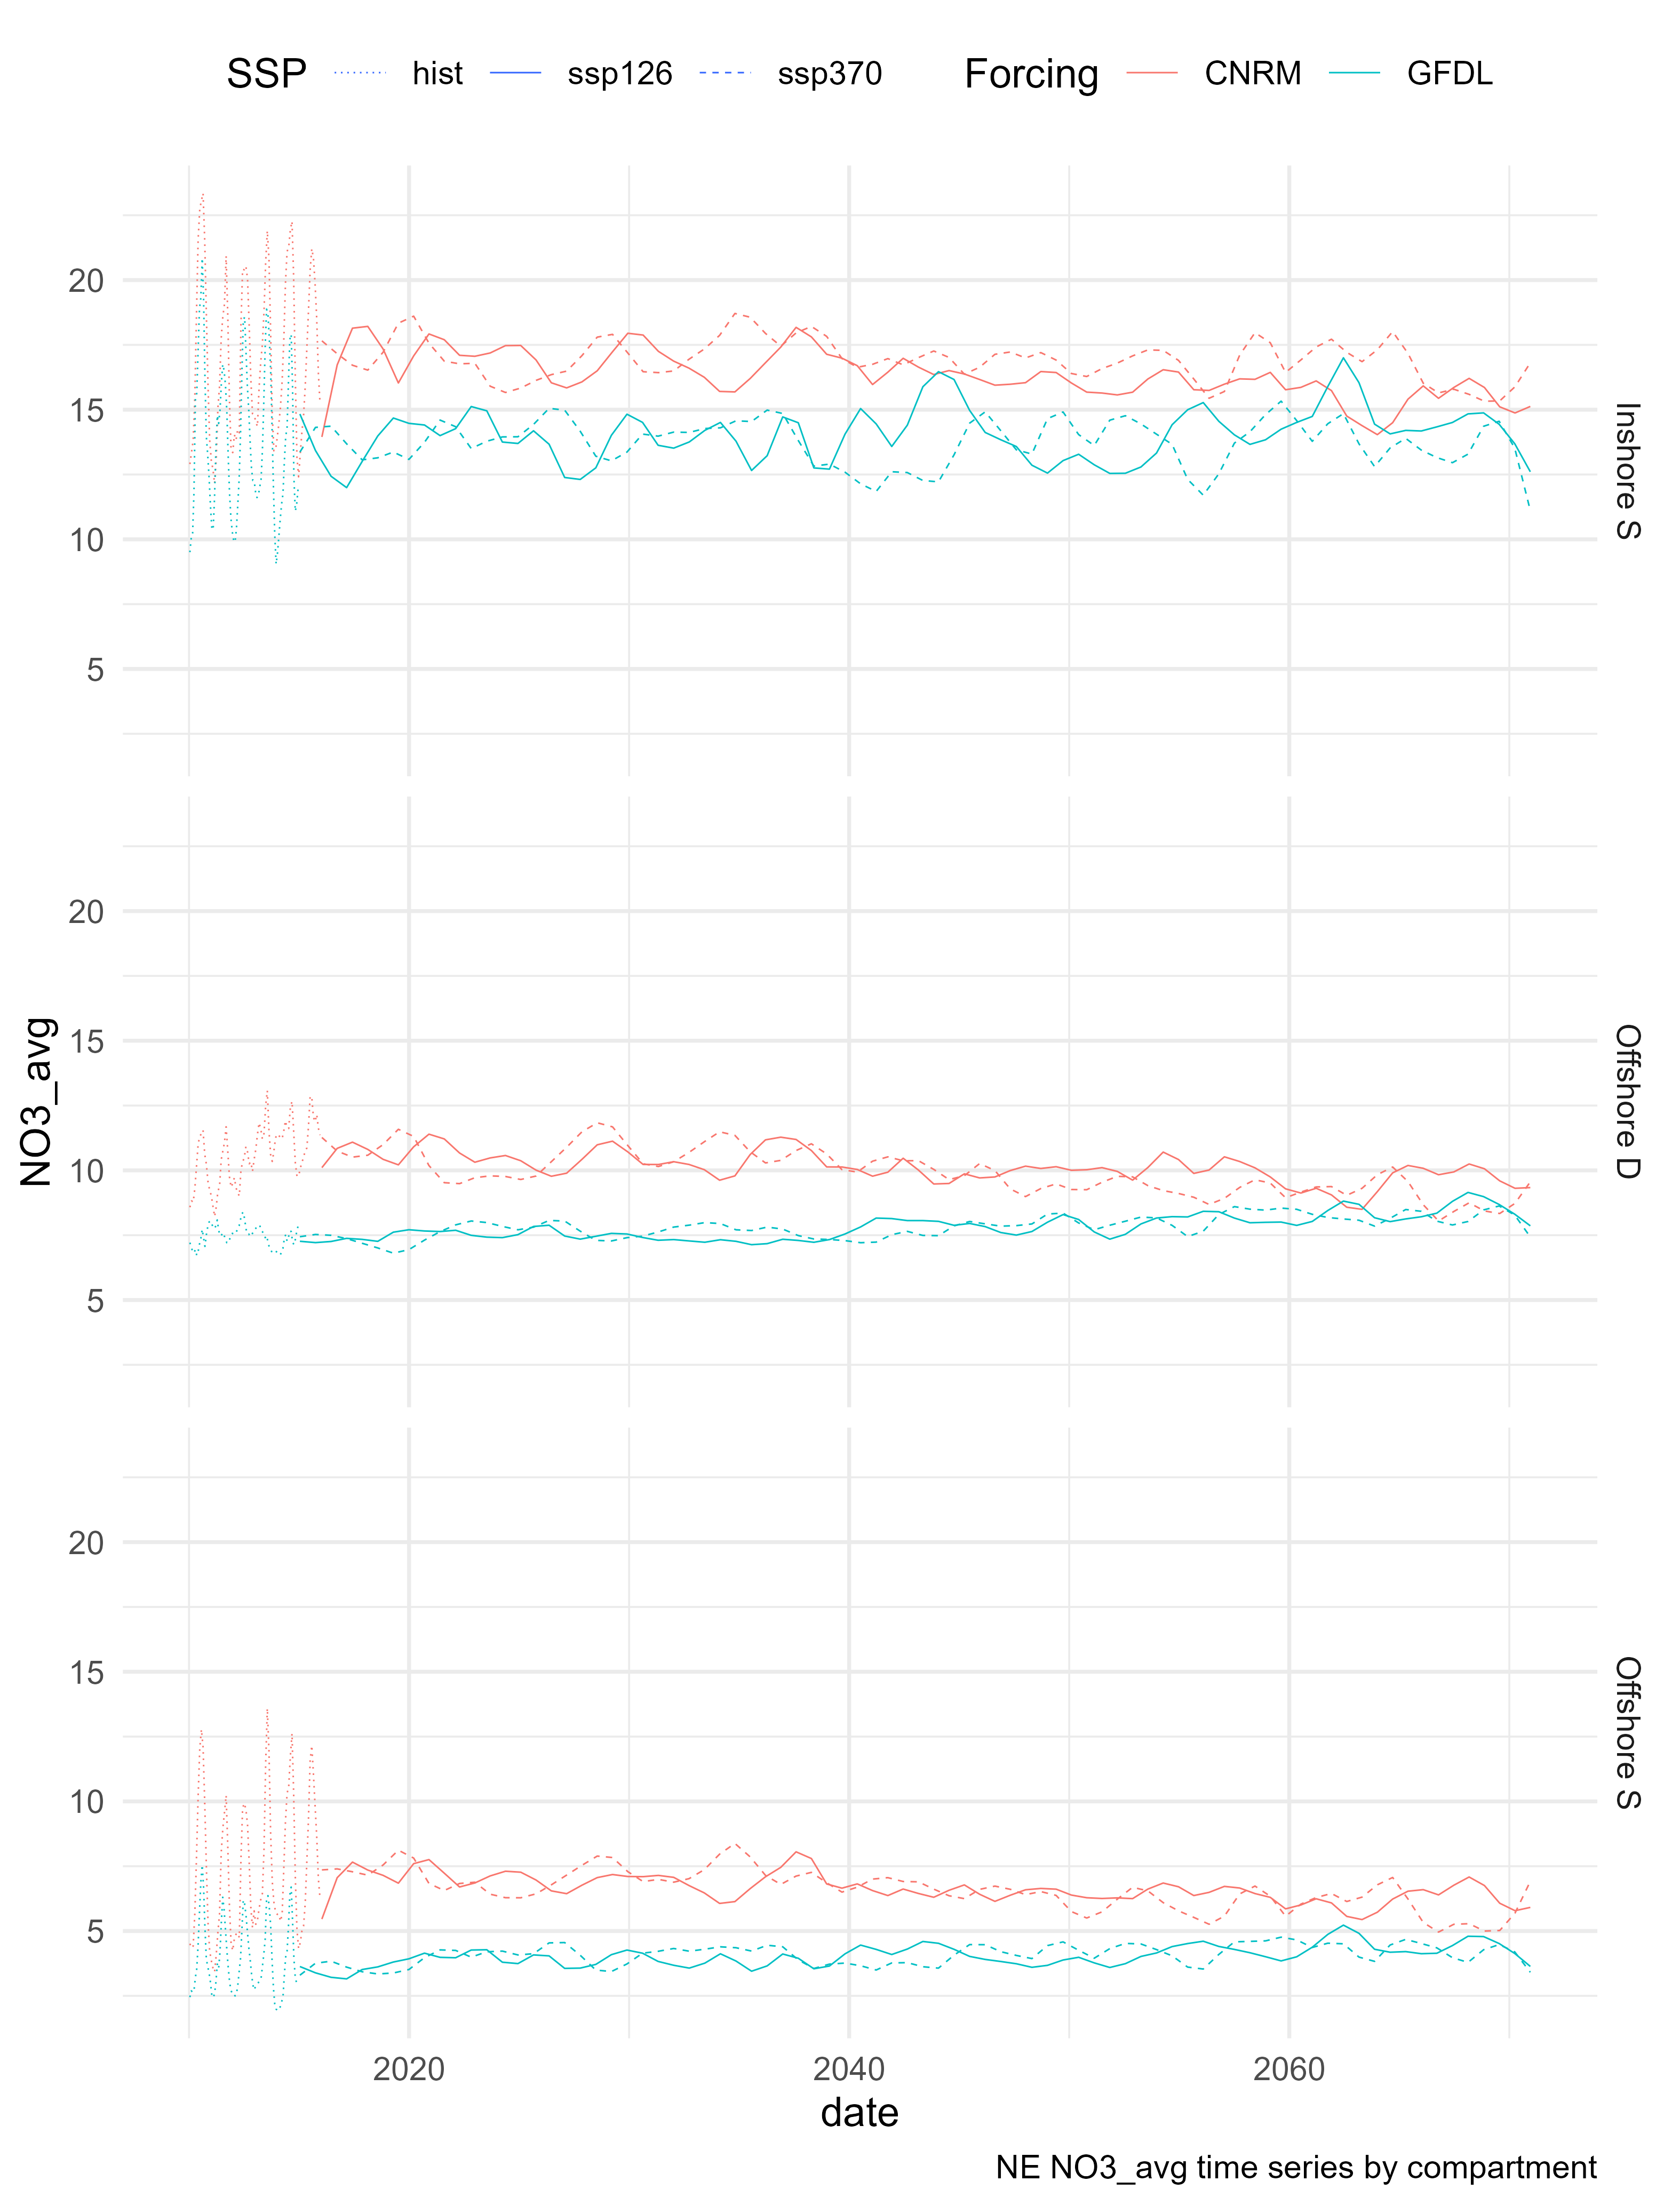 SSP hist ssp126 ssp370 Forcing CNRM GFDL
20
15
10
5
Inshore S
NO3_avg
20
15
10
5
Offshore D
20
15
10
5
Offshore S
2020 2040 2060
date
NE NO3_avg time series by compartment